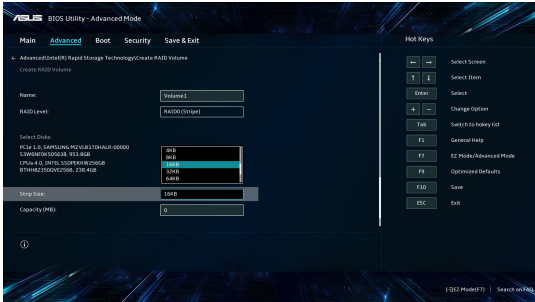 ASUS BIOS Utility - Advanced Mode
Main Advanced Boot Security Save & Exit Hot Keys
← Advanced\Intel(R) Rapid Storage Technology\Create RAID Volume
Create RAID Volume
Name: Volume1
RAID Level: RAID0 (Stripe)
Select Disks:
PCIe 1.0, SAMSUNG MZVLB1T0HALR-00000
S3W6NF0K505638, 953.8GB
CPUa 4.0, INTEL SSDPEKKW256G8
BTHH82350QVE256B, 238.4GB
4KB
8KB
16KB
32KB
64KB
Strip Size: 16KB
Capacity (MB): 0
← → Select Screen
↑ ↓ Select Item
Enter Select
+ − Change Option
Tab Switch to hokey list
F1 General Help
F7 EZ Mode/Advanced Mode
F9 Optimized Defaults
F10 Save
ESC Exit
EZ Mode(F7) | Search on FAQ